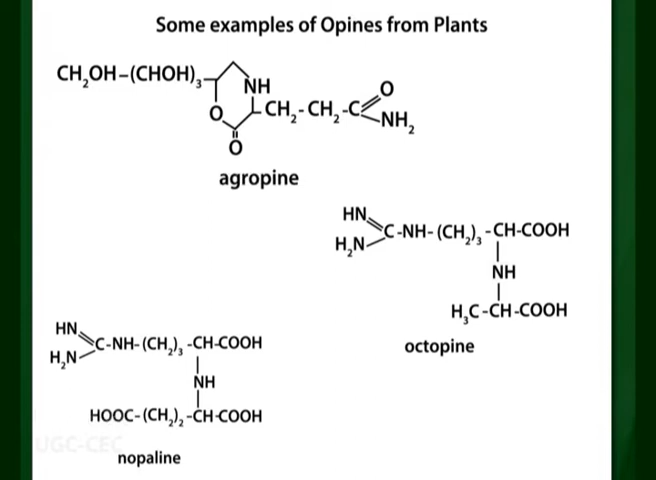 Some examples of Opines from Plants
CH₂OH-(CHOH)₃
NH
O
CH₂-CH₂-C
O
NH₂
O
agropine
HN
C-NH-(CH₂)₃-CH-COOH
H₂N
NH
H₃C-CH-COOH
octopine
HN
C-NH-(CH₂)₃-CH-COOH
H₂N
NH
HOOC-(CH₂)₂-CH-COOH
UGC-CEC
nopaline